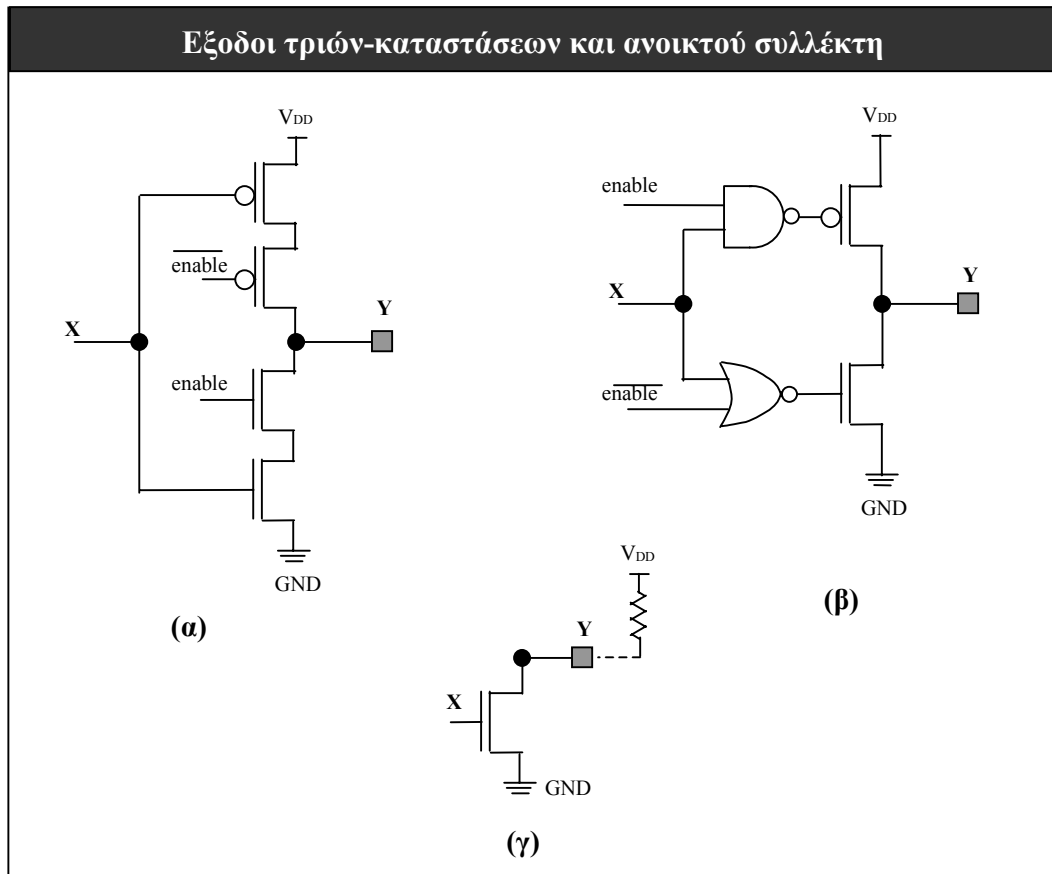 Εξοδοι τριών-καταστάσεων και ανοικτού συλλέκτη
VDD
enable
X
Y
enable
GND
(α)
VDD
enable
X
Y
enable
GND
(β)
VDD
Y
X
GND
(γ)